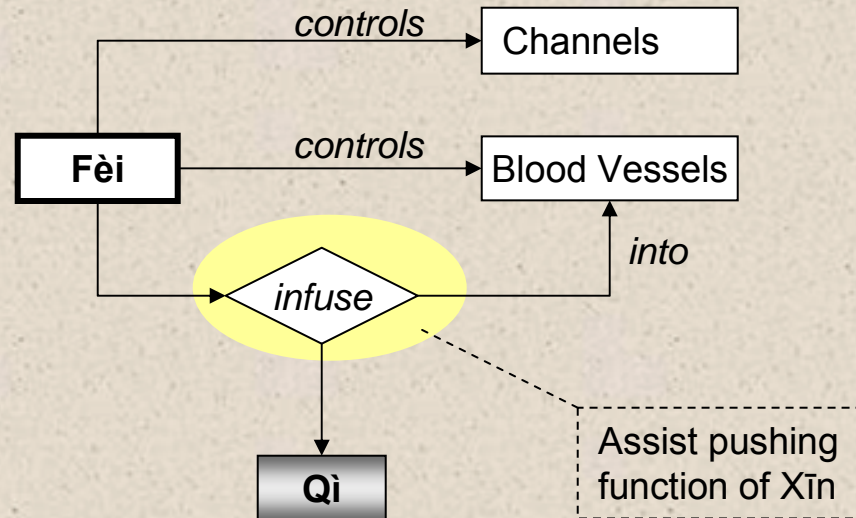 controls
Channels
Fèi
controls
Blood Vessels
into
infuse
Assist pushing
function of Xīn
Qì